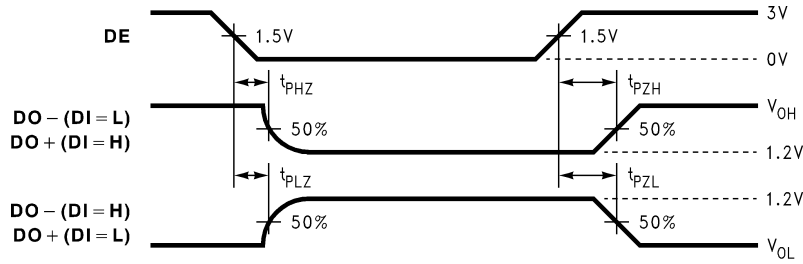 DE
1.5V
1.5V
3V
0V
tPHZ
tPZH
DO − (DI = L)
DO + (DI = H)
50%
50%
VOH
1.2V
tPLZ
tPZL
DO − (DI = H)
DO + (DI = L)
50%
50%
1.2V
VOL